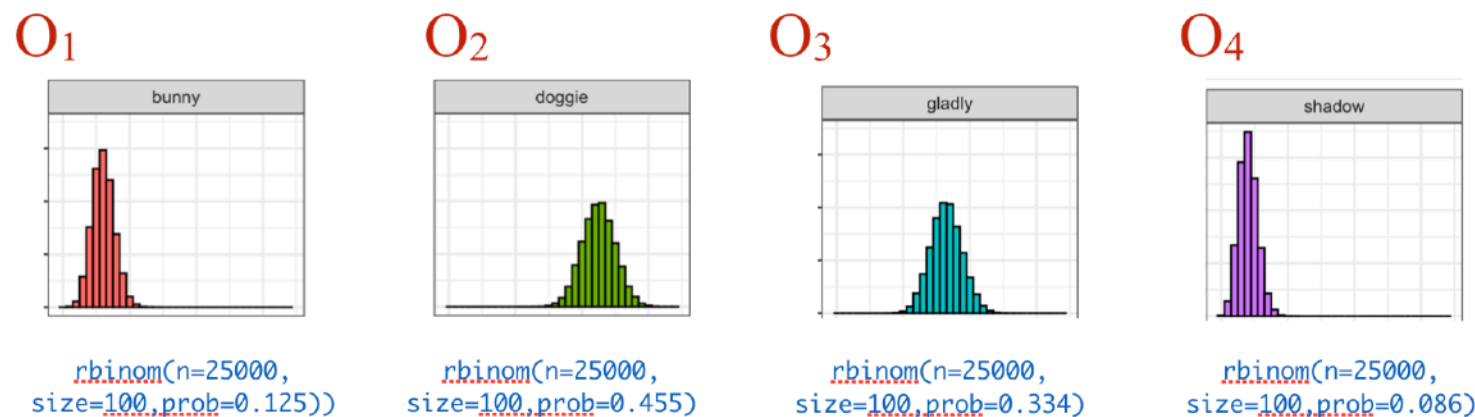 O1
O2
O3
O4
bunny
doggie
gladly
shadow
rbinom(n=25000,
size=100,prob=0.125))
rbinom(n=25000,
size=100,prob=0.455)
rbinom(n=25000,
size=100,prob=0.334)
rbinom(n=25000,
size=100,prob=0.086)